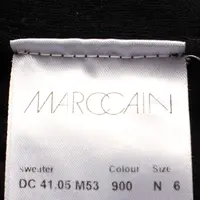 MARCCAIN
sweater Colour Size
DC 41.05 M53 900 N 6